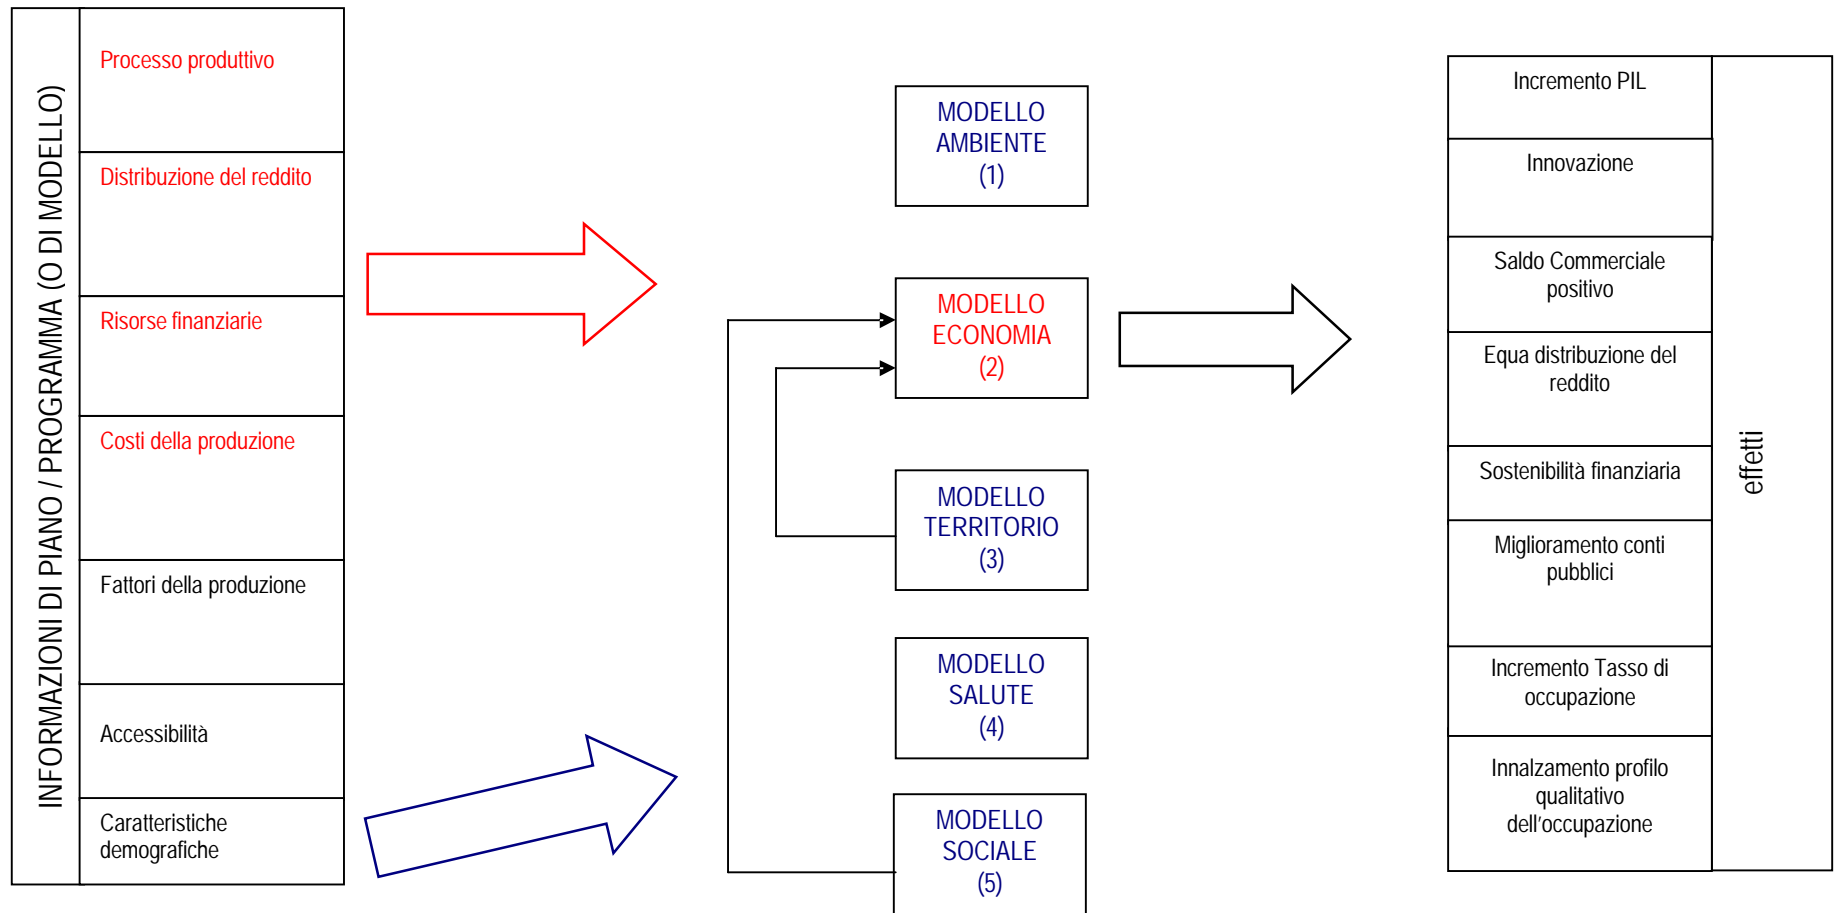 INFORMAZIONI DI PIANO / PROGRAMMA (O DI MODELLO)
Processo produttivo
Distribuzione del reddito
Risorse finanziarie
Costi della produzione
Fattori della produzione
Accessibilità
Caratteristiche
demografiche
MODELLO
AMBIENTE
(1)
MODELLO
ECONOMIA
(2)
MODELLO
TERRITORIO
(3)
MODELLO
SALUTE
(4)
MODELLO
SOCIALE
(5)
Incremento PIL
Innovazione
Saldo Commerciale
positivo
Equa distribuzione del
reddito
Sostenibilità finanziaria
Miglioramento conti
pubblici
Incremento Tasso di
occupazione
Innalzamento profilo
qualitativo
dell'occupazione
effetti